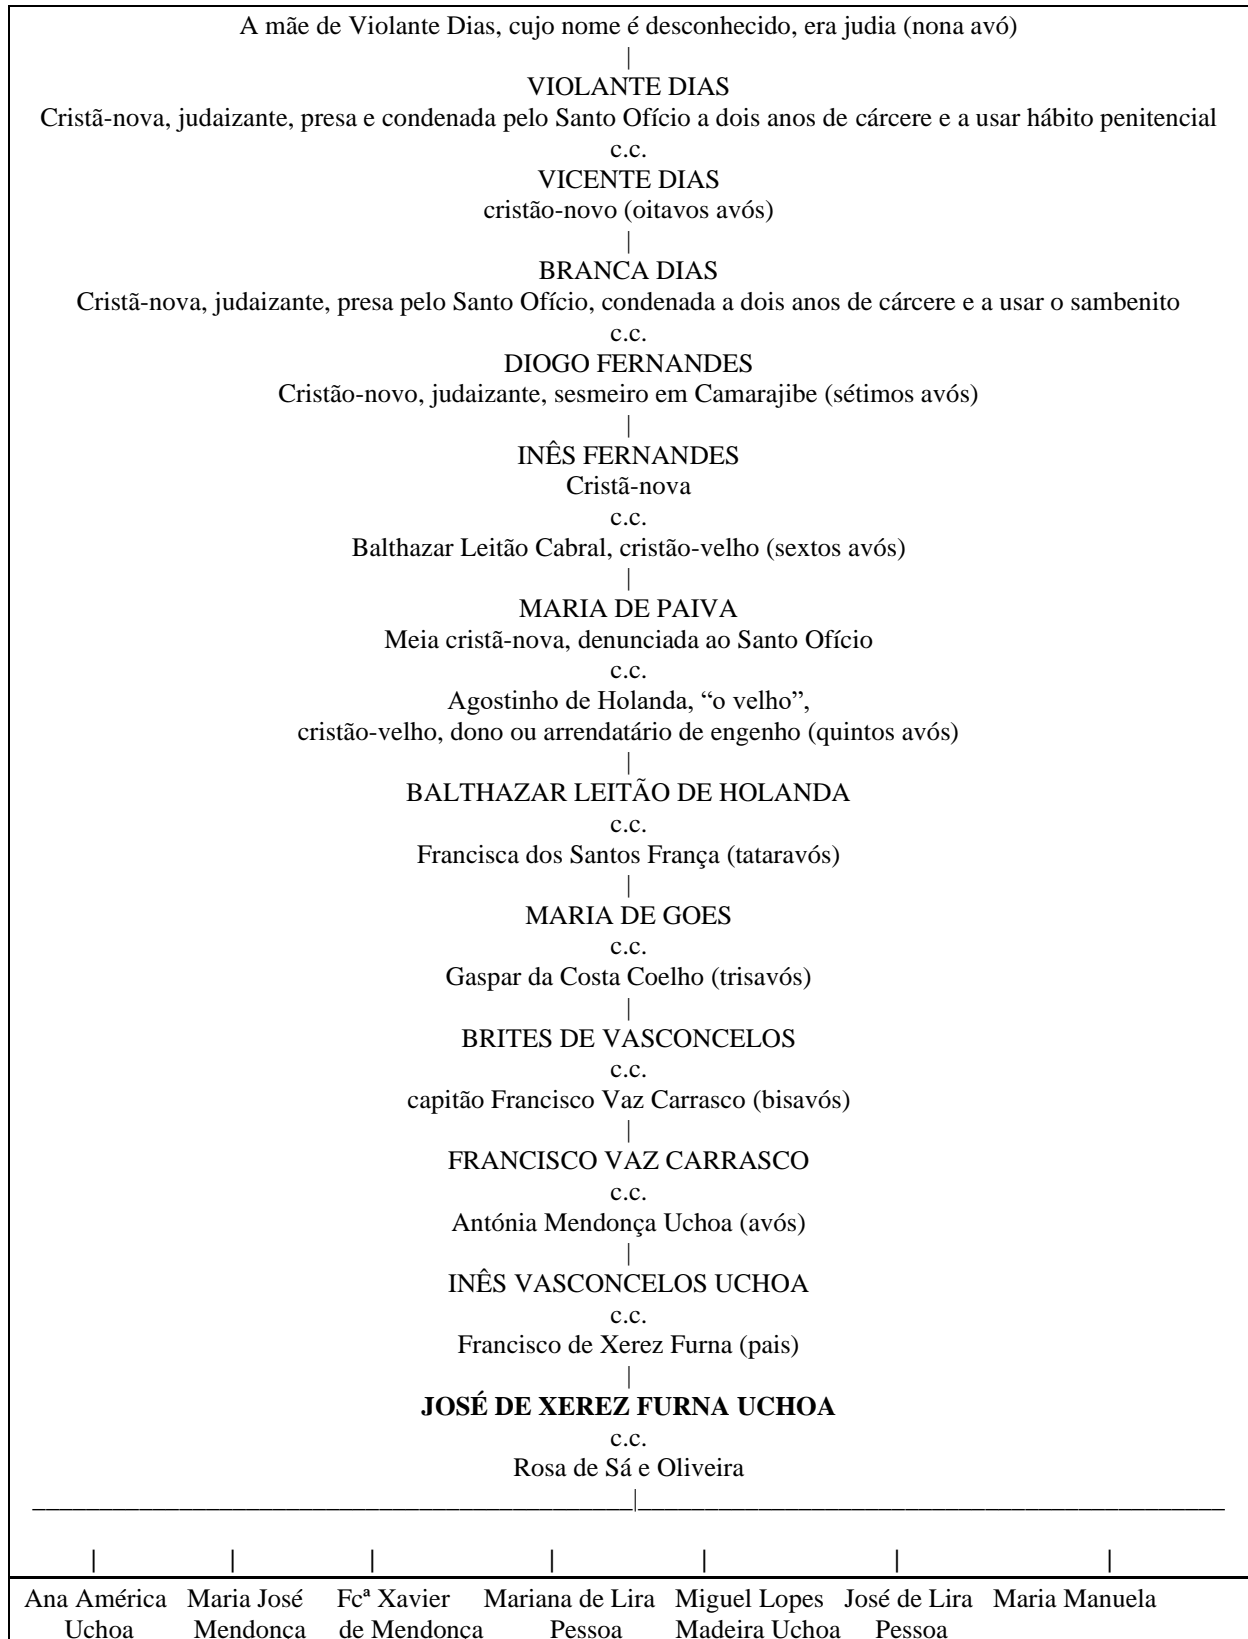 A mãe de Violante Dias, cujo nome é desconhecido, era judia (nona avó)
|
VIOLANTE DIAS
Cristã-nova, judaizante, presa e condenada pelo Santo Ofício a dois anos de cárcere e a usar hábito penitencial
c.c.
VICENTE DIAS
cristão-novo (oitavos avós)
|
BRANCA DIAS
Cristã-nova, judaizante, presa pelo Santo Ofício, condenada a dois anos de cárcere e a usar o sambenito
c.c.
DIOGO FERNANDES
Cristão-novo, judaizante, sesmeiro em Camarajibe (sétimos avós)
|
INÊS FERNANDES
Cristã-nova
c.c.
Balthazar Leitão Cabral, cristão-velho (sextos avós)
|
MARIA DE PAIVA
Meia cristã-nova, denunciada ao Santo Ofício
c.c.
Agostinho de Holanda, “o velho”,
cristão-velho, dono ou arrendatário de engenho (quintos avós)
|
BALTHAZAR LEITÃO DE HOLANDA
c.c.
Francisca dos Santos França (tataravós)
|
MARIA DE GOES
c.c.
Gaspar da Costa Coelho (trisavós)
|
BRITES DE VASCONCELOS
c.c.
capitão Francisco Vaz Carrasco (bisavós)
|
FRANCISCO VAZ CARRASCO
c.c.
Antónia Mendonça Uchoa (avós)
|
INÊS VASCONCELOS UCHOA
c.c.
Francisco de Xerez Furna (pais)
|
JOSÉ DE XEREZ FURNA UCHOA
c.c.
Rosa de Sá e Oliveira
| | | | | | |
Ana América Maria José Fcª Xavier Mariana de Lira Miguel Lopes José de Lira Maria Manuela
Uchoa Mendonça de Mendonça Pessoa Madeira Uchoa Pessoa